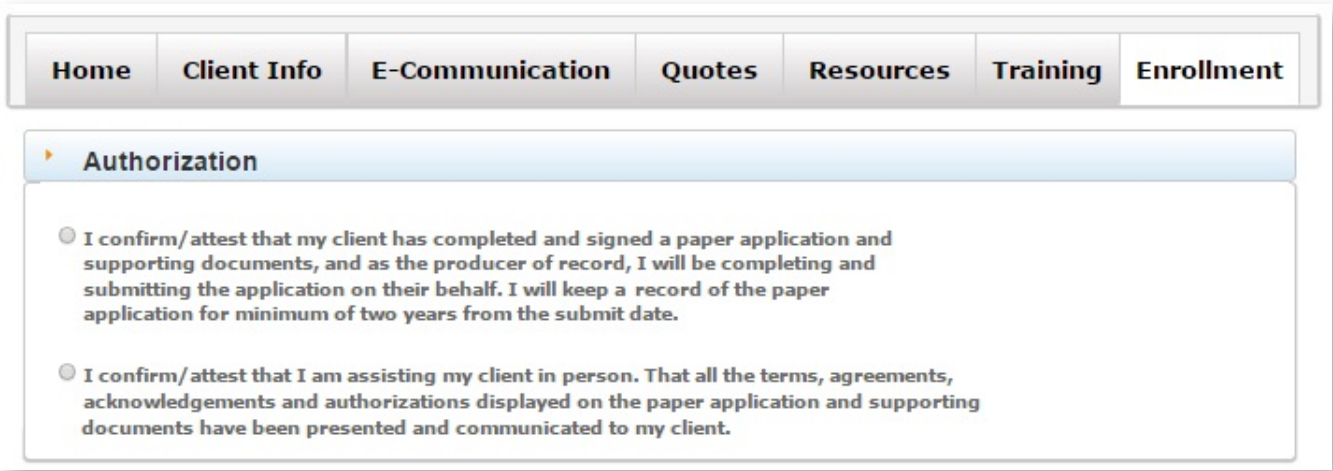 Home Client Info E-Communication Quotes Resources Training Enrollment
Authorization
I confirm/attest that my client has completed and signed a paper application and
supporting documents, and as the producer of record, I will be completing and
submitting the application on their behalf. I will keep a record of the paper
application for minimum of two years from the submit date.
I confirm/attest that I am assisting my client in person. That all the terms, agreements,
acknowledgements and authorizations displayed on the paper application and supporting
documents have been presented and communicated to my client.